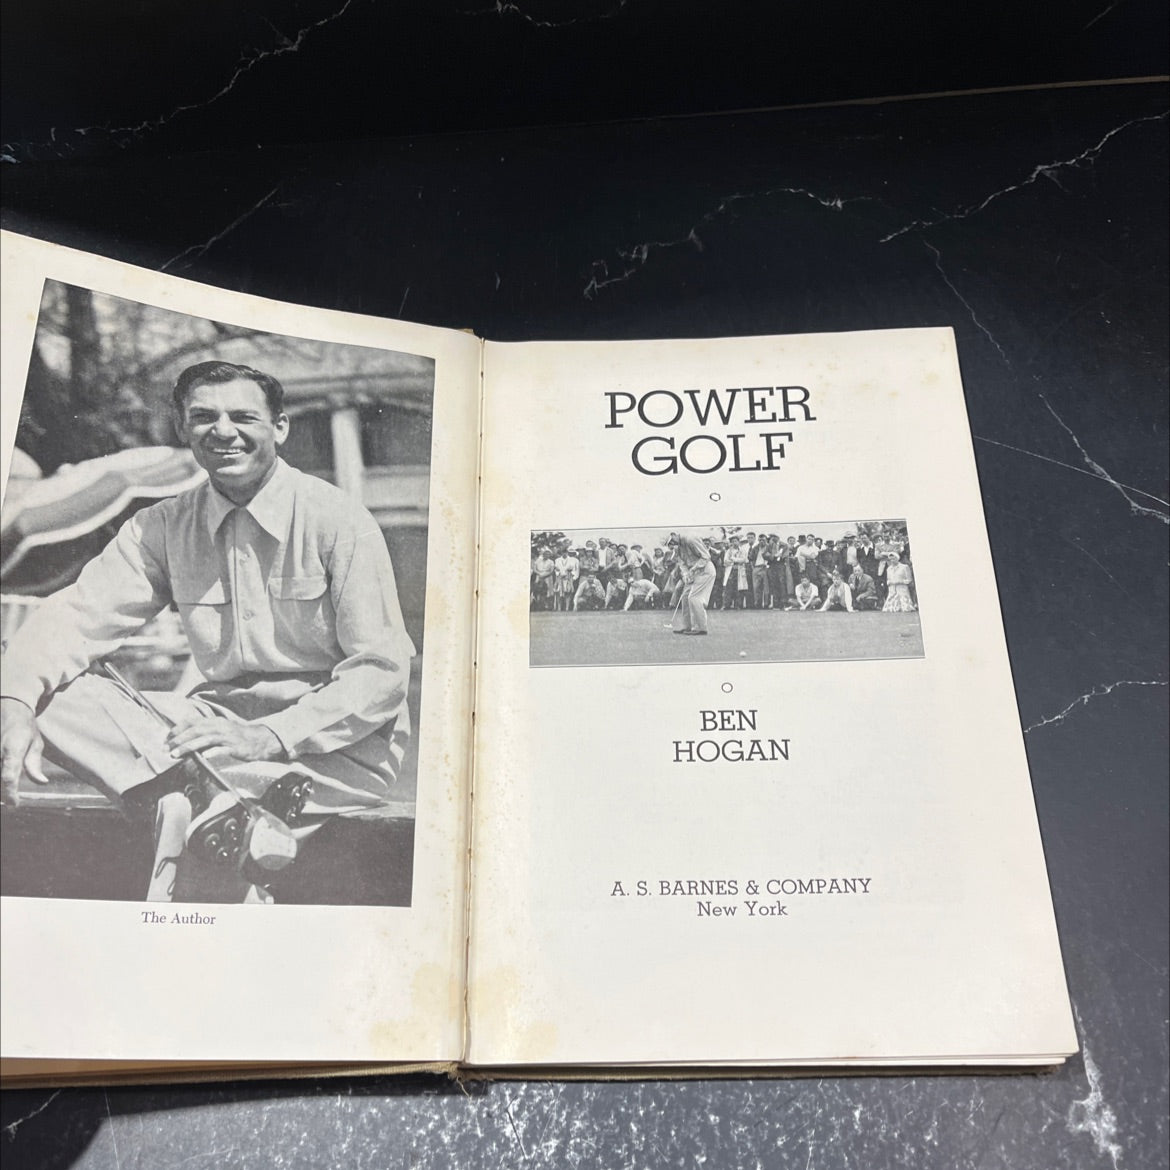 The Author
POWER
GOLF
BEN
HOGAN
A. S. BARNES & COMPANY
New York